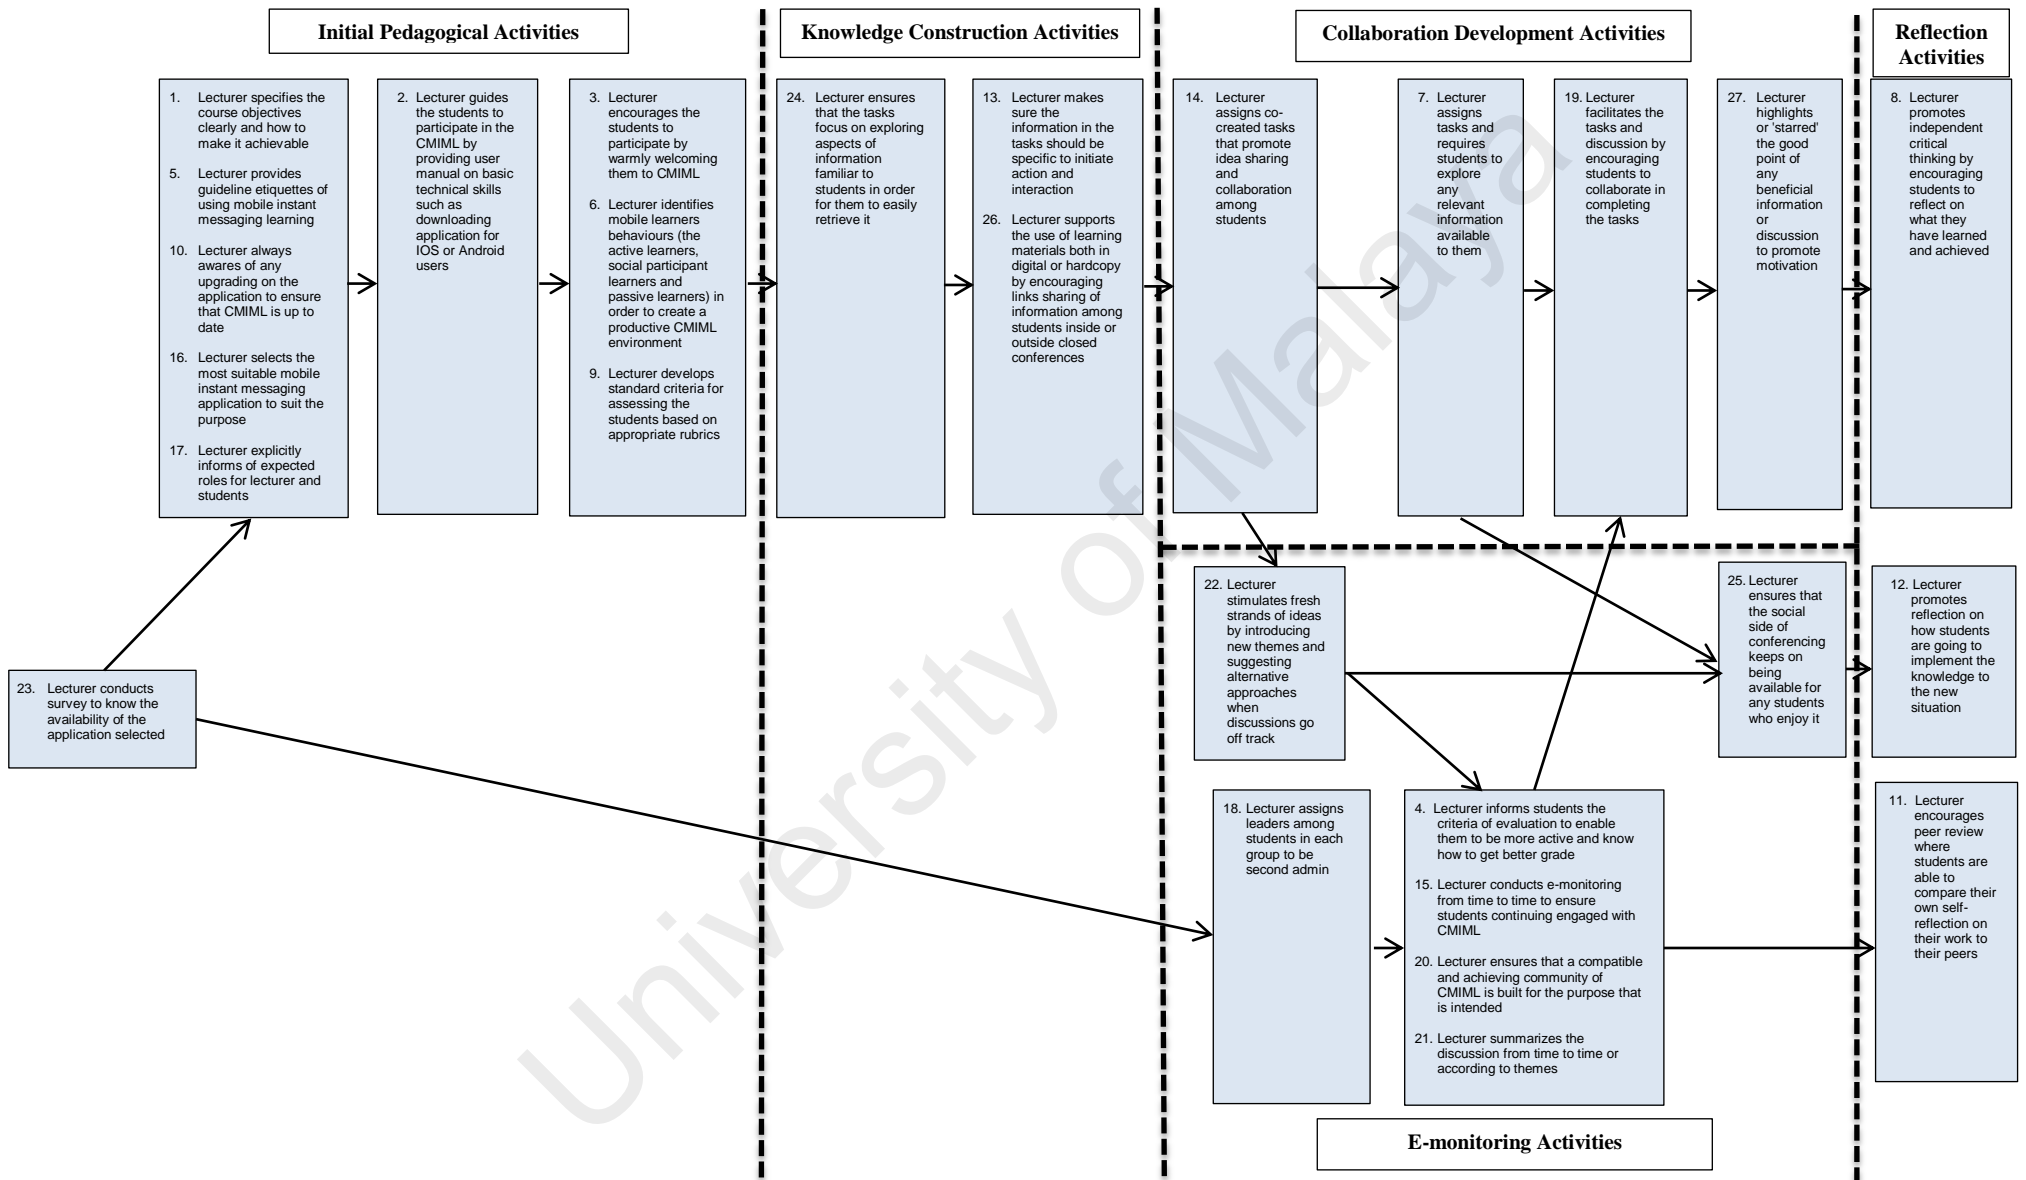 Initial Pedagogical Activities
Knowledge Construction Activities
Collaboration Development Activities
Reflection
Activities
1. Lecturer specifies the
course objectives
clearly and how to
make it achievable
5. Lecturer provides
guideline etiquettes of
using mobile instant
messaging learning
10. Lecturer always
awares of any
upgrading on the
application to ensure
that CMIML is up to
date
16. Lecturer selects the
most suitable mobile
instant messaging
application to suit the
purpose
17. Lecturer explicitly
informs of expected
roles for lecturer and
students
2. Lecturer guides
the students to
participate in the
CMIML by
providing user
manual on basic
technical skills
such as
downloading
application for
IOS or Android
users
3. Lecturer
encourages the
students to
participate by
warmly welcoming
them to CMIML
6. Lecturer identifies
mobile learners
behaviours (the
active learners,
social participant
learners and
passive learners) in
order to create a
productive CMIML
environment
9. Lecturer develops
standard criteria for
assessing the
students based on
appropriate rubrics
24. Lecturer ensures
that the tasks
focus on exploring
aspects of
information
familiar to
students in order
for them to easily
retrieve it
13. Lecturer makes
sure the
information in the
tasks should be
specific to initiate
action and
interaction
26. Lecturer supports
the use of learning
materials both in
digital or hardcopy
by encouraging
links sharing of
information among
students inside or
outside closed
conferences
14. Lecturer
assigns co-
created tasks
that promote
idea sharing
and
collaboration
among
students
7. Lecturer
assigns
tasks and
requires
students to
explore
any
relevant
information
available
to them
19. Lecturer
facilitates the
tasks and
discussion by
encouraging
students to
collaborate in
completing
the tasks
27. Lecturer
highlights
or 'starred'
the good
point of
any
beneficial
information
or
discussion
to promote
motivation
8. Lecturer
promotes
independent
critical
thinking by
encouraging
students to
reflect on
what they
have learned
and achieved
23. Lecturer conducts
survey to know the
availability of the
application selected
22. Lecturer
stimulates fresh
strands of ideas
by introducing
new themes and
suggesting
alternative
approaches
when
discussions go
off track
25. Lecturer
ensures that
the social
side of
conferencing
keeps on
being
available for
any students
who enjoy it
12. Lecturer
promotes
reflection on
how students
are going to
implement the
knowledge to
the new
situation
18. Lecturer assigns
leaders among
students in each
group to be
second admin
4. Lecturer informs students the
criteria of evaluation to enable
them to be more active and know
how to get better grade
15. Lecturer conducts e-monitoring
from time to time to ensure
students continuing engaged with
CMIML
20. Lecturer ensures that a compatible
and achieving community of
CMIML is built for the purpose that
is intended
21. Lecturer summarizes the
discussion from time to time or
according to themes
11. Lecturer
encourages
peer review
where
students are
able to
compare their
own self-
reflection on
their work to
their peers
E-monitoring Activities
University of Malaya